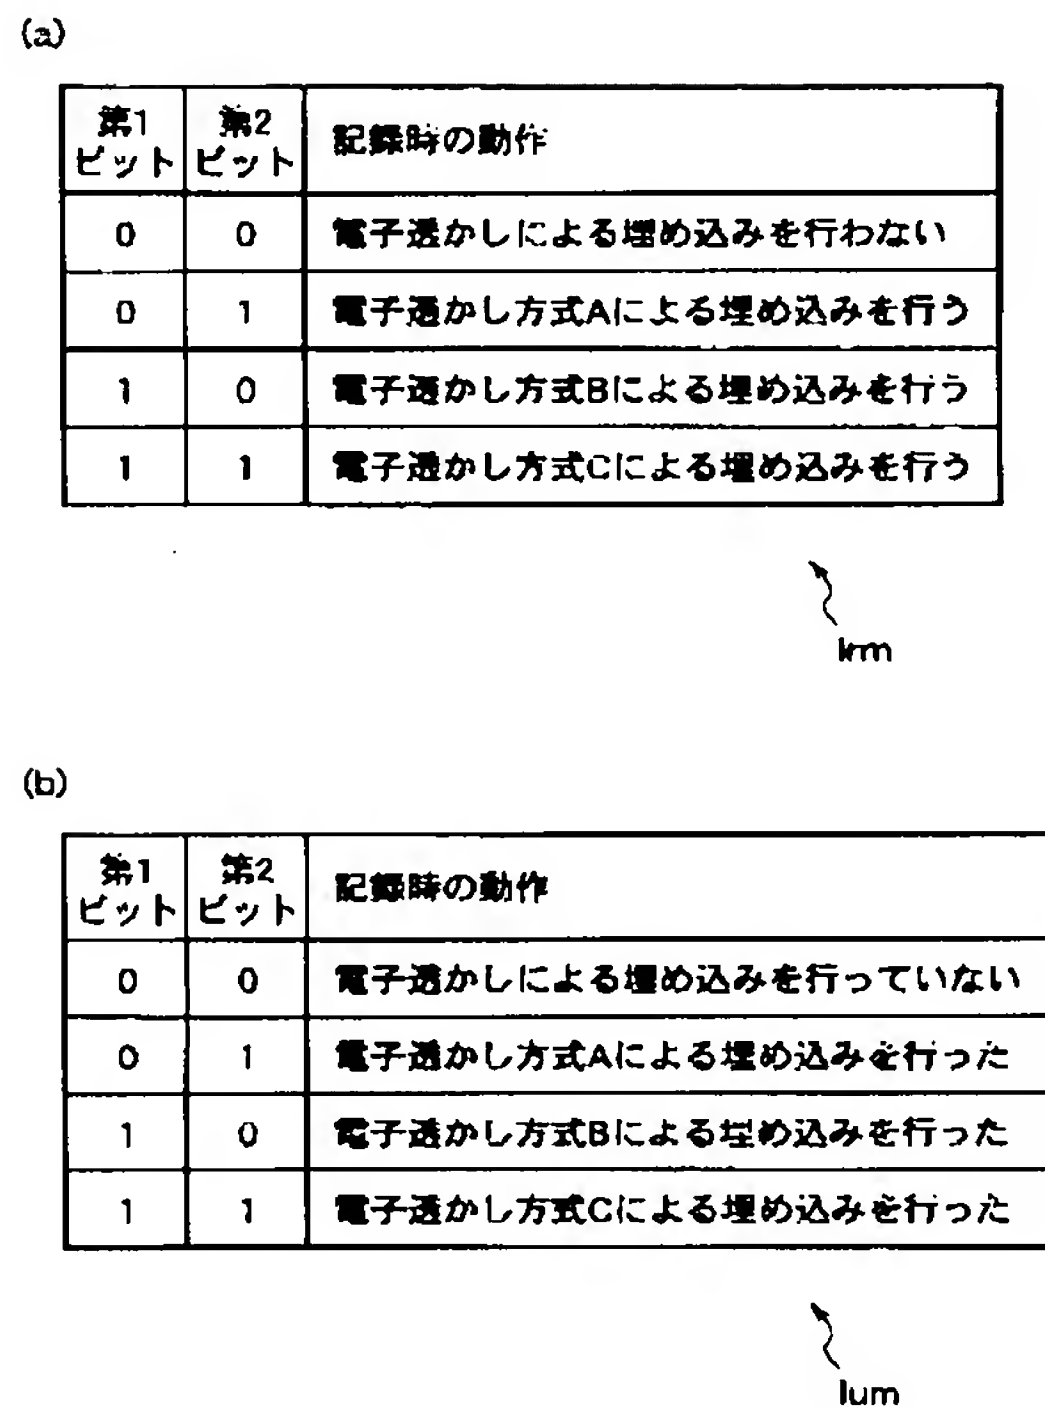 (a)
第1
ビット
第2
ビット
記録時の動作
0 0 電子透かしによる埋め込みを行わない
0 1 電子透かし方式Aによる埋め込みを行う
1 0 電子透かし方式Bによる埋め込みを行う
1 1 電子透かし方式Cによる埋め込みを行う
Irm
(b)
第1
ビット
第2
ビット
記録時の動作
0 0 電子透かしによる埋め込みを行っていない
0 1 電子透かし方式Aによる埋め込みを行った
1 0 電子透かし方式Bによる埋め込みを行った
1 1 電子透かし方式Cによる埋め込みを行った
Ium